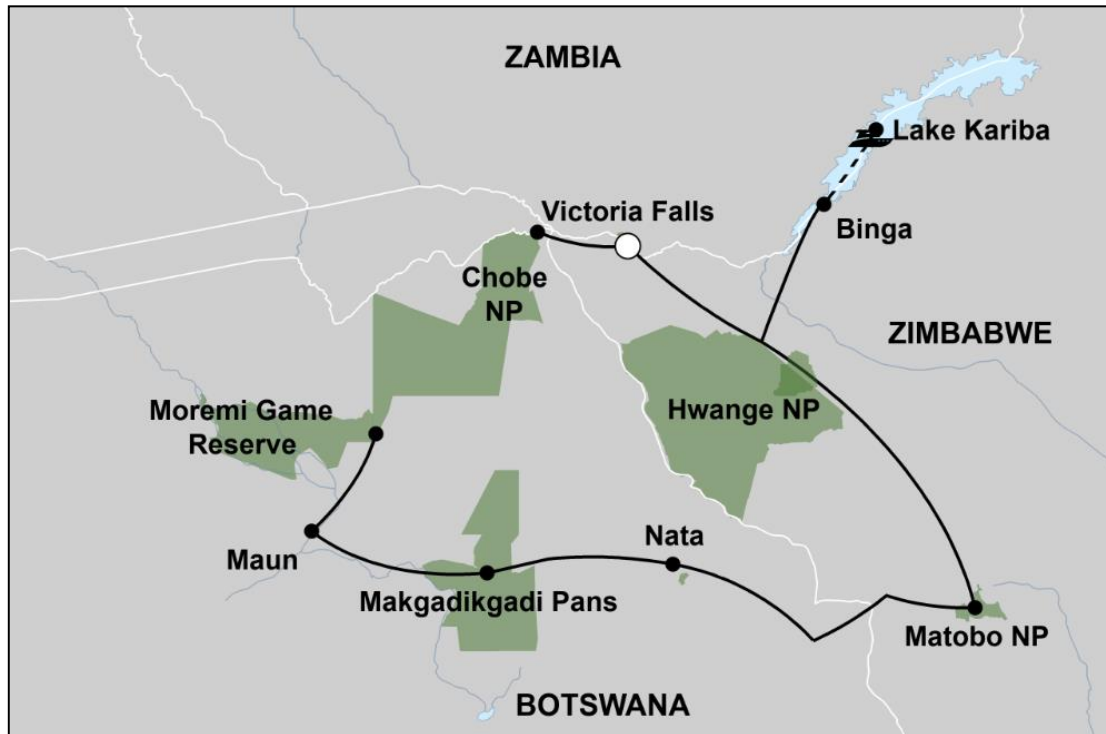 ZAMBIA
Lake Kariba
Victoria Falls
Binga
Chobe
NP
ZIMBABWE
Hwange NP
Moremi Game
Reserve
Nata
Maun
Makgadikgadi Pans
Matobo NP
BOTSWANA